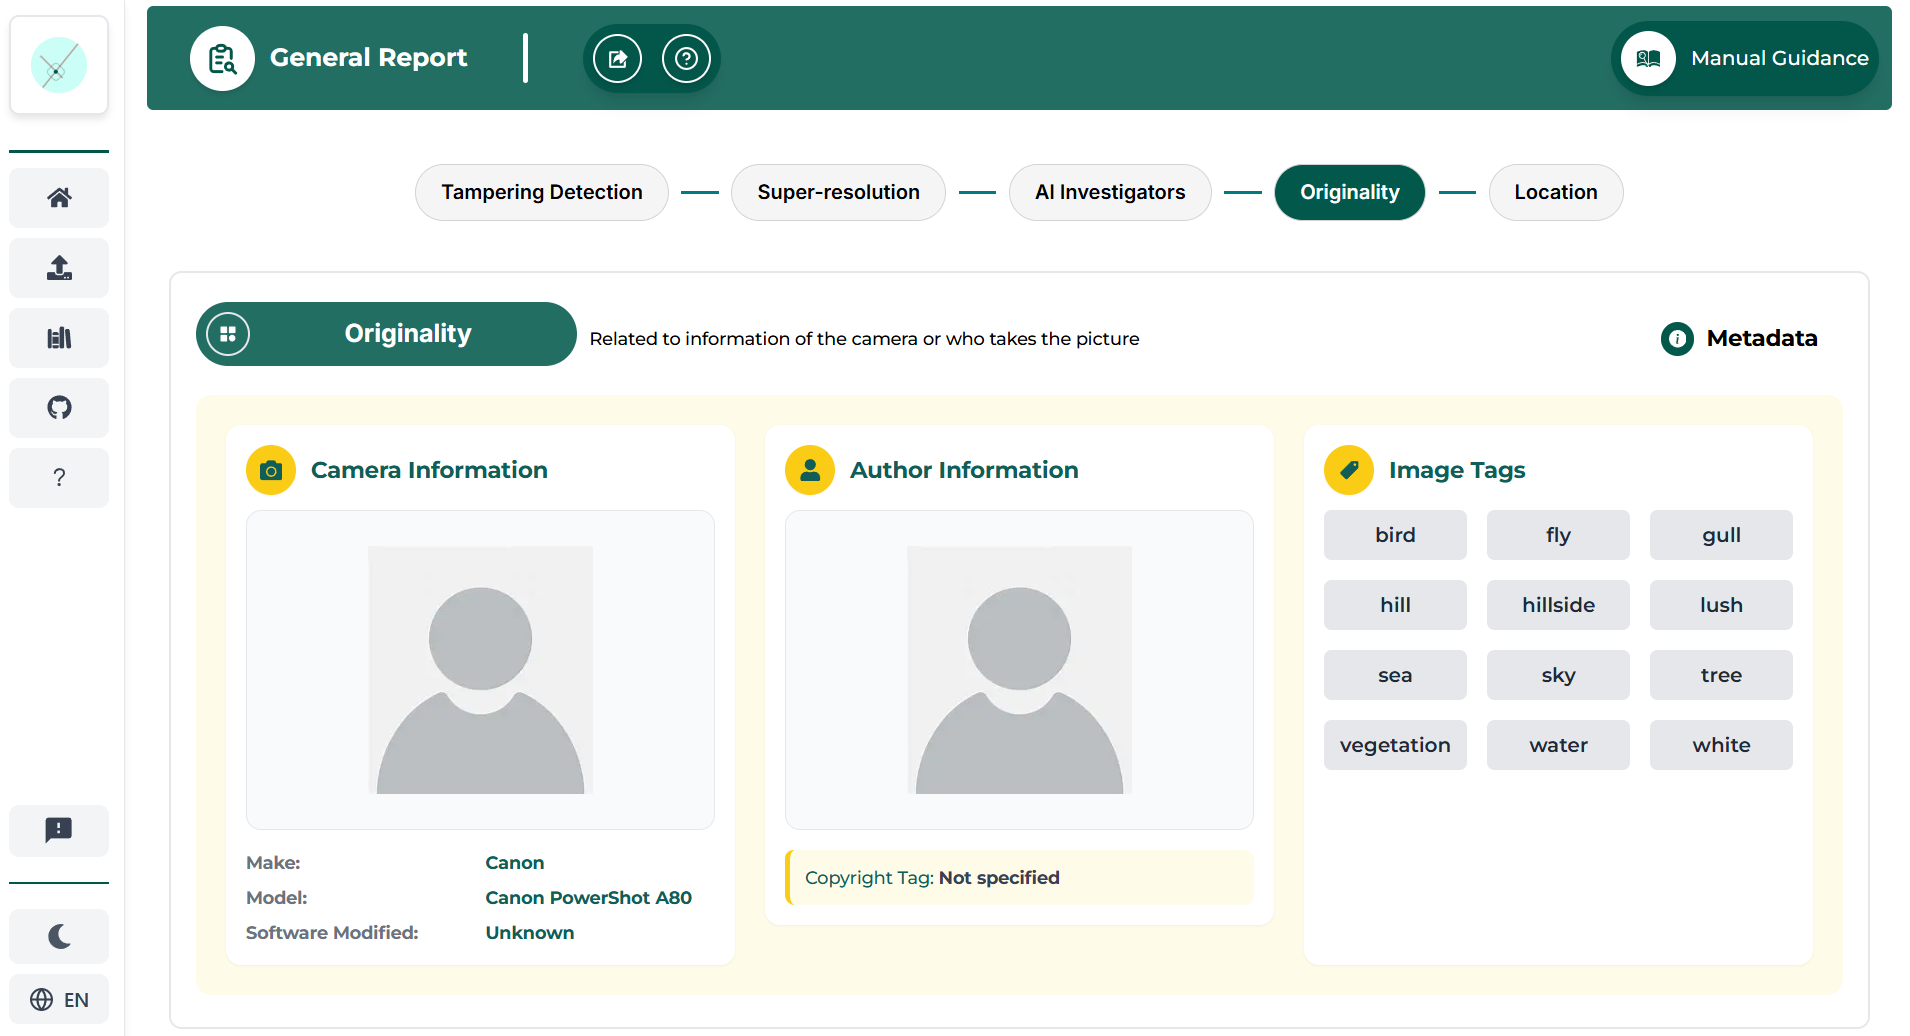 General Report
Manual Guidance
Tampering Detection
Super-resolution
AI Investigators
Originality
Location
Originality
Related to information of the camera or who takes the picture
Metadata
Camera Information
Make: Canon
Model: Canon PowerShot A80
Software Modified: Unknown
Author Information
Copyright Tag: Not specified
Image Tags
bird fly gull
hill hillside lush
sea sky tree
vegetation water white
?
EN